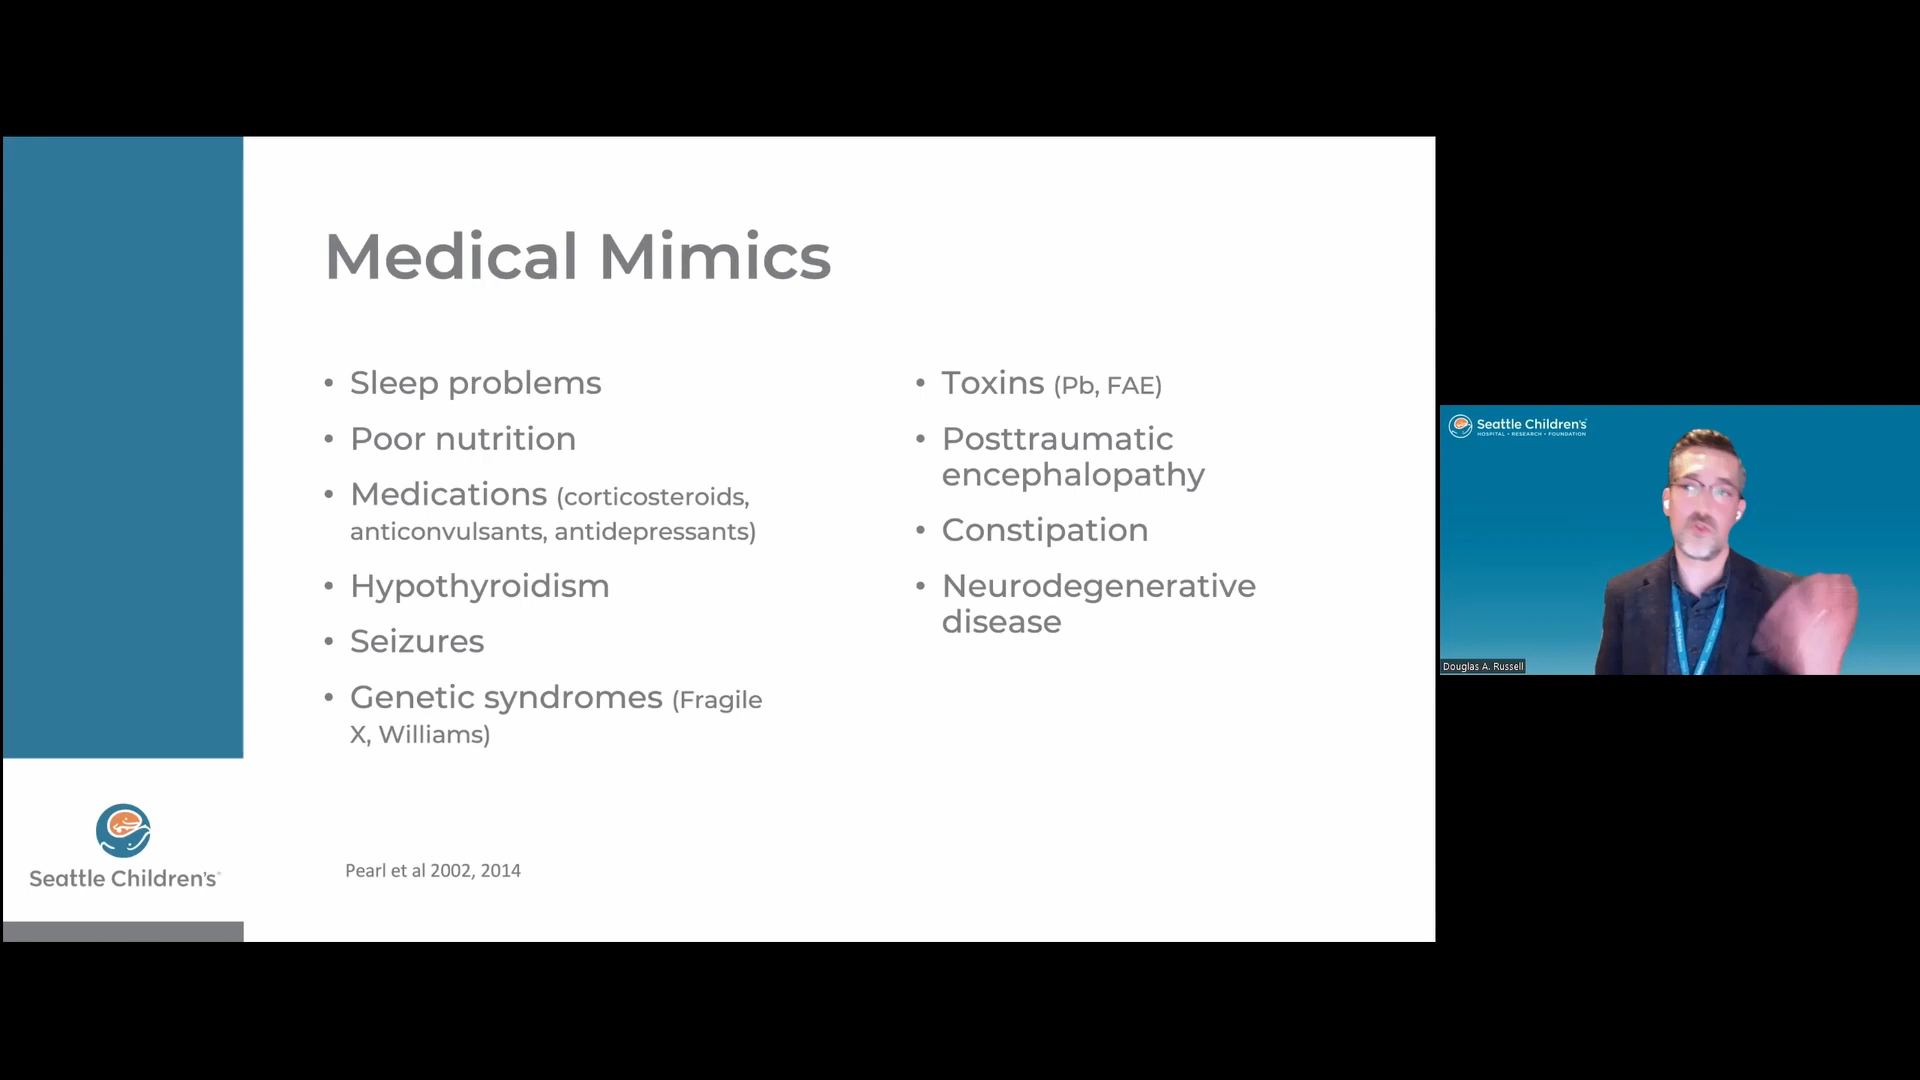 Medical Mimics
• Sleep problems
• Poor nutrition
• Medications (corticosteroids,
anticonvulsants, antidepressants)
• Hypothyroidism
• Seizures
• Genetic syndromes (Fragile
X, Williams)
• Toxins (Pb, FAE)
• Posttraumatic
encephalopathy
• Constipation
• Neurodegenerative
disease
Pearl et al 2002, 2014
Seattle Children's
Seattle Children's
HOSPITAL • RESEARCH • FOUNDATION
Douglas A. Russell